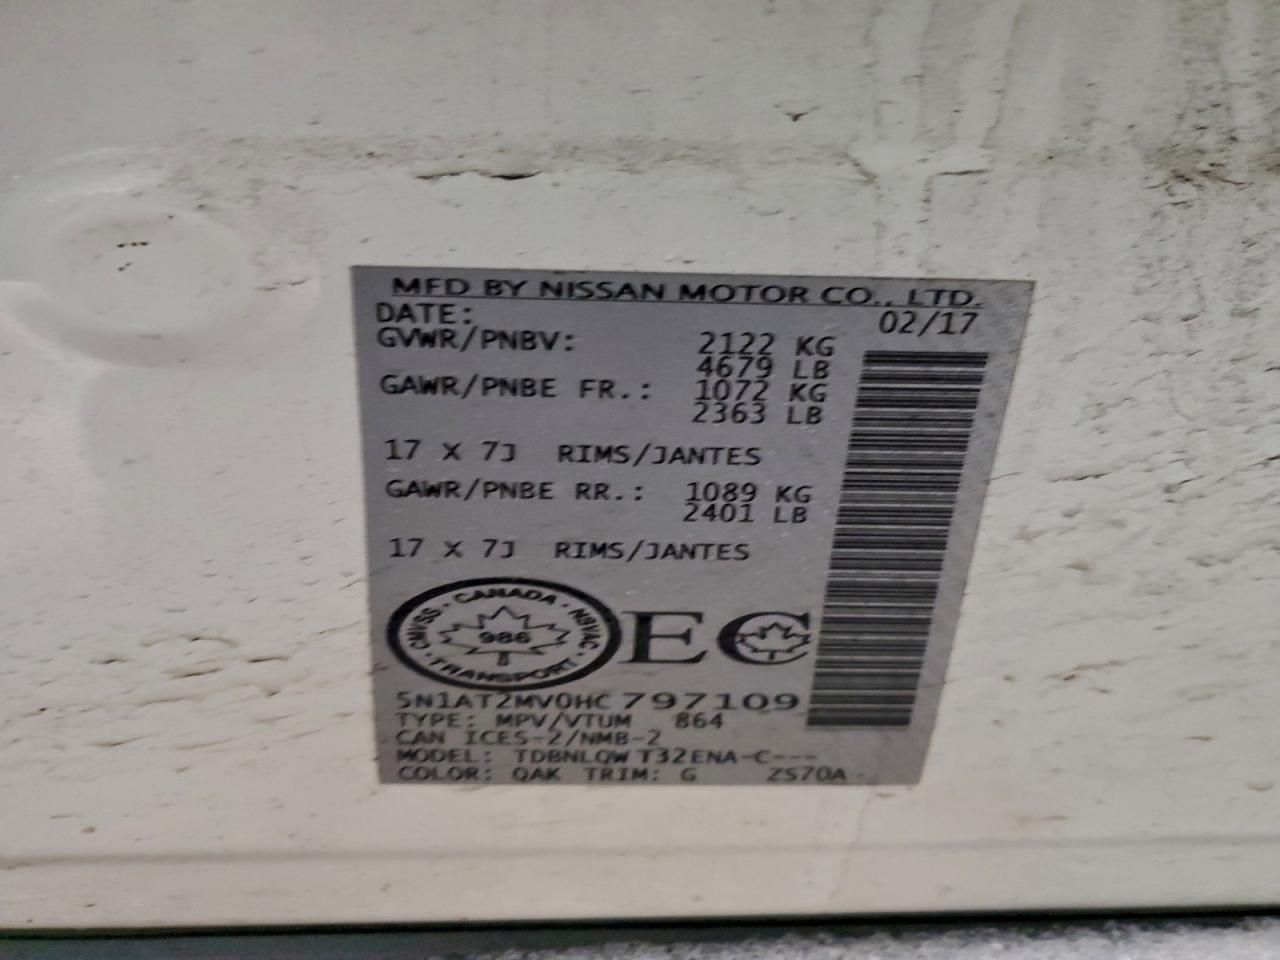 MFD BY NISSAN MOTOR CO., LTD.
DATE: 02/17
GVWR/PNBV: 2122 KG
4679 LB
GAWR/PNBE FR.: 1072 KG
2363 LB
17 X 7J RIMS/JANTES
GAWR/PNBE RR.: 1089 KG
2401 LB
17 X 7J RIMS/JANTES
CANADA · NSVAC · TRANSPORT · CMVSS ·
986
EC
5N1AT2MV0HC797109
TYPE: MPV/VTUM 864
CAN ICES-2/NMB-2
MODEL: TDBNLQW T32ENA-C---
COLOR: QAK TRIM: G ZS70A